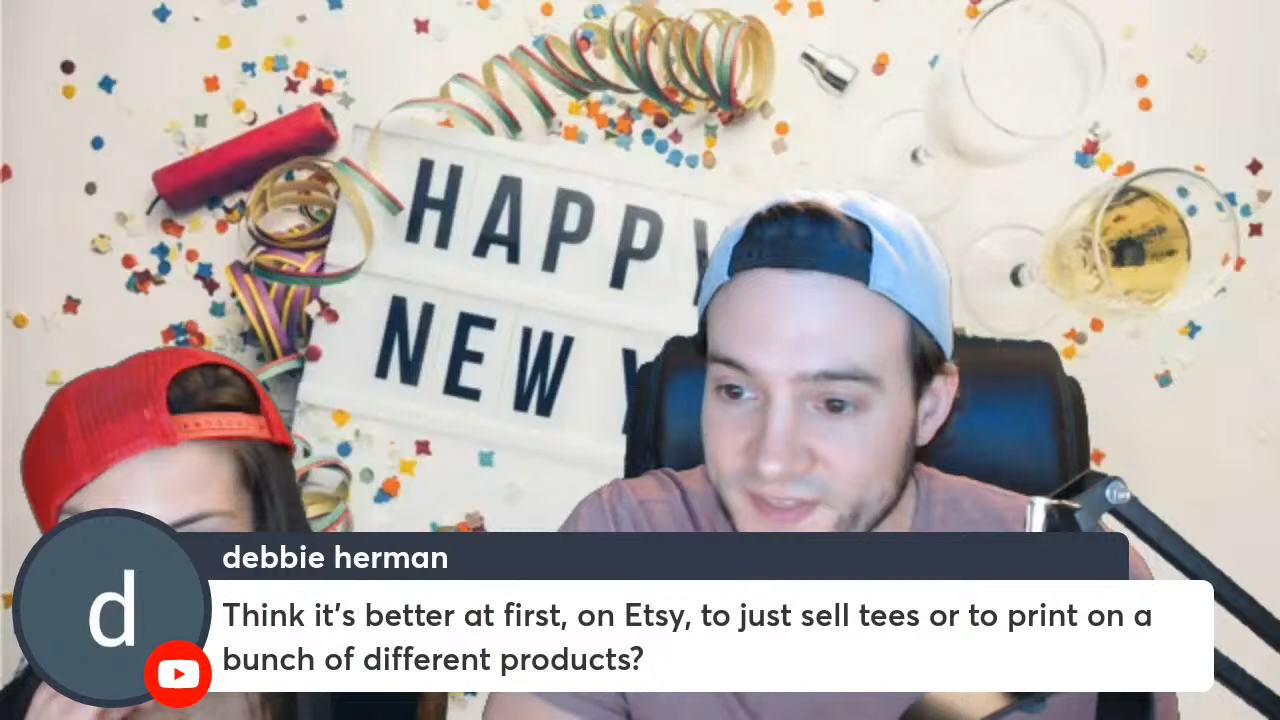 HAPPY
NEW Y
debbie herman
d
Think it's better at first, on Etsy, to just sell tees or to print on a
bunch of different products?